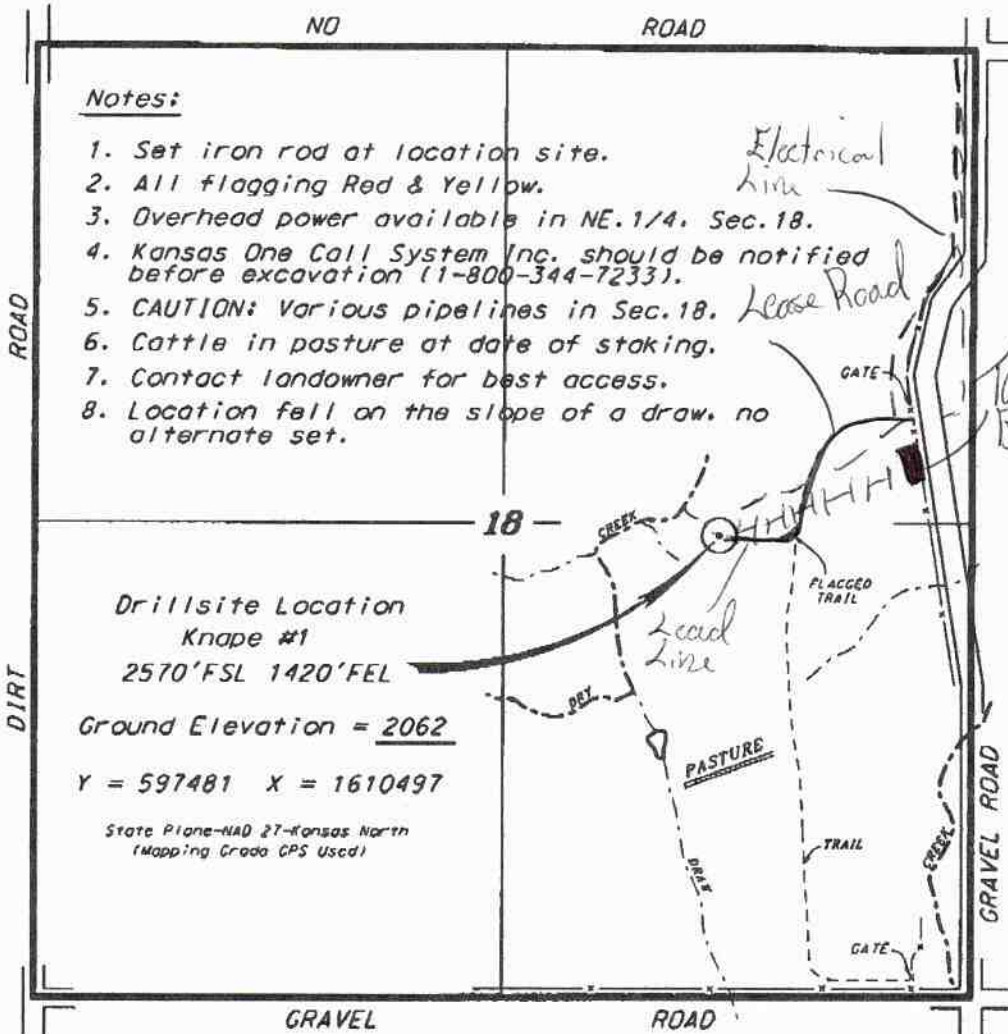 NO ROAD
Notes:
1. Set iron rod at location site.
2. All flagging Red & Yellow.
3. Overhead power available in NE.1/4. Sec.18.
4. Kansas One Call System Inc. should be notified
before excavation (1-800-344-7233).
5. CAUTION: Various pipelines in Sec.18.
6. Cattle in pasture at date of staking.
7. Contact landowner for best access.
8. Location fell on the slope of a draw. no
alternate set.
Electrical
Line
Lease Road
GATE
ROAD
DIRT
18
CREEK
FLAGGED
TRAIL
Lead
Line
Drillsite Location
Knape #1
2570'FSL 1420'FEL
Ground Elevation = 2062
Y = 597481 X = 1610497
State Plane-NAD 27-Kansas North
(Mapping Grade GPS Used)
DRY
PASTURE
TRAIL
DRAW
CREEK
GRAVEL ROAD
GATE
GRAVEL ROAD